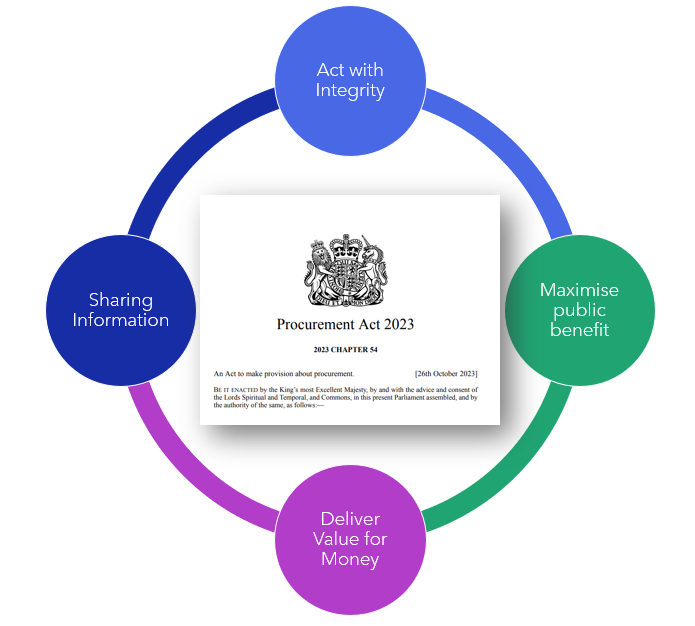 Act with
Integrity
Sharing
Information
Procurement Act 2023
2023 CHAPTER 54
An Act to make provision about procurement. [26th October 2023]
BE IT ENACTED by the King's most Excellent Majesty, by and with the advice and consent of
the Lords Spiritual and Temporal, and Commons, in this present Parliament assembled, and by
the authority of the same, as follows:—
Maximise
public
benefit
Deliver
Value for
Money